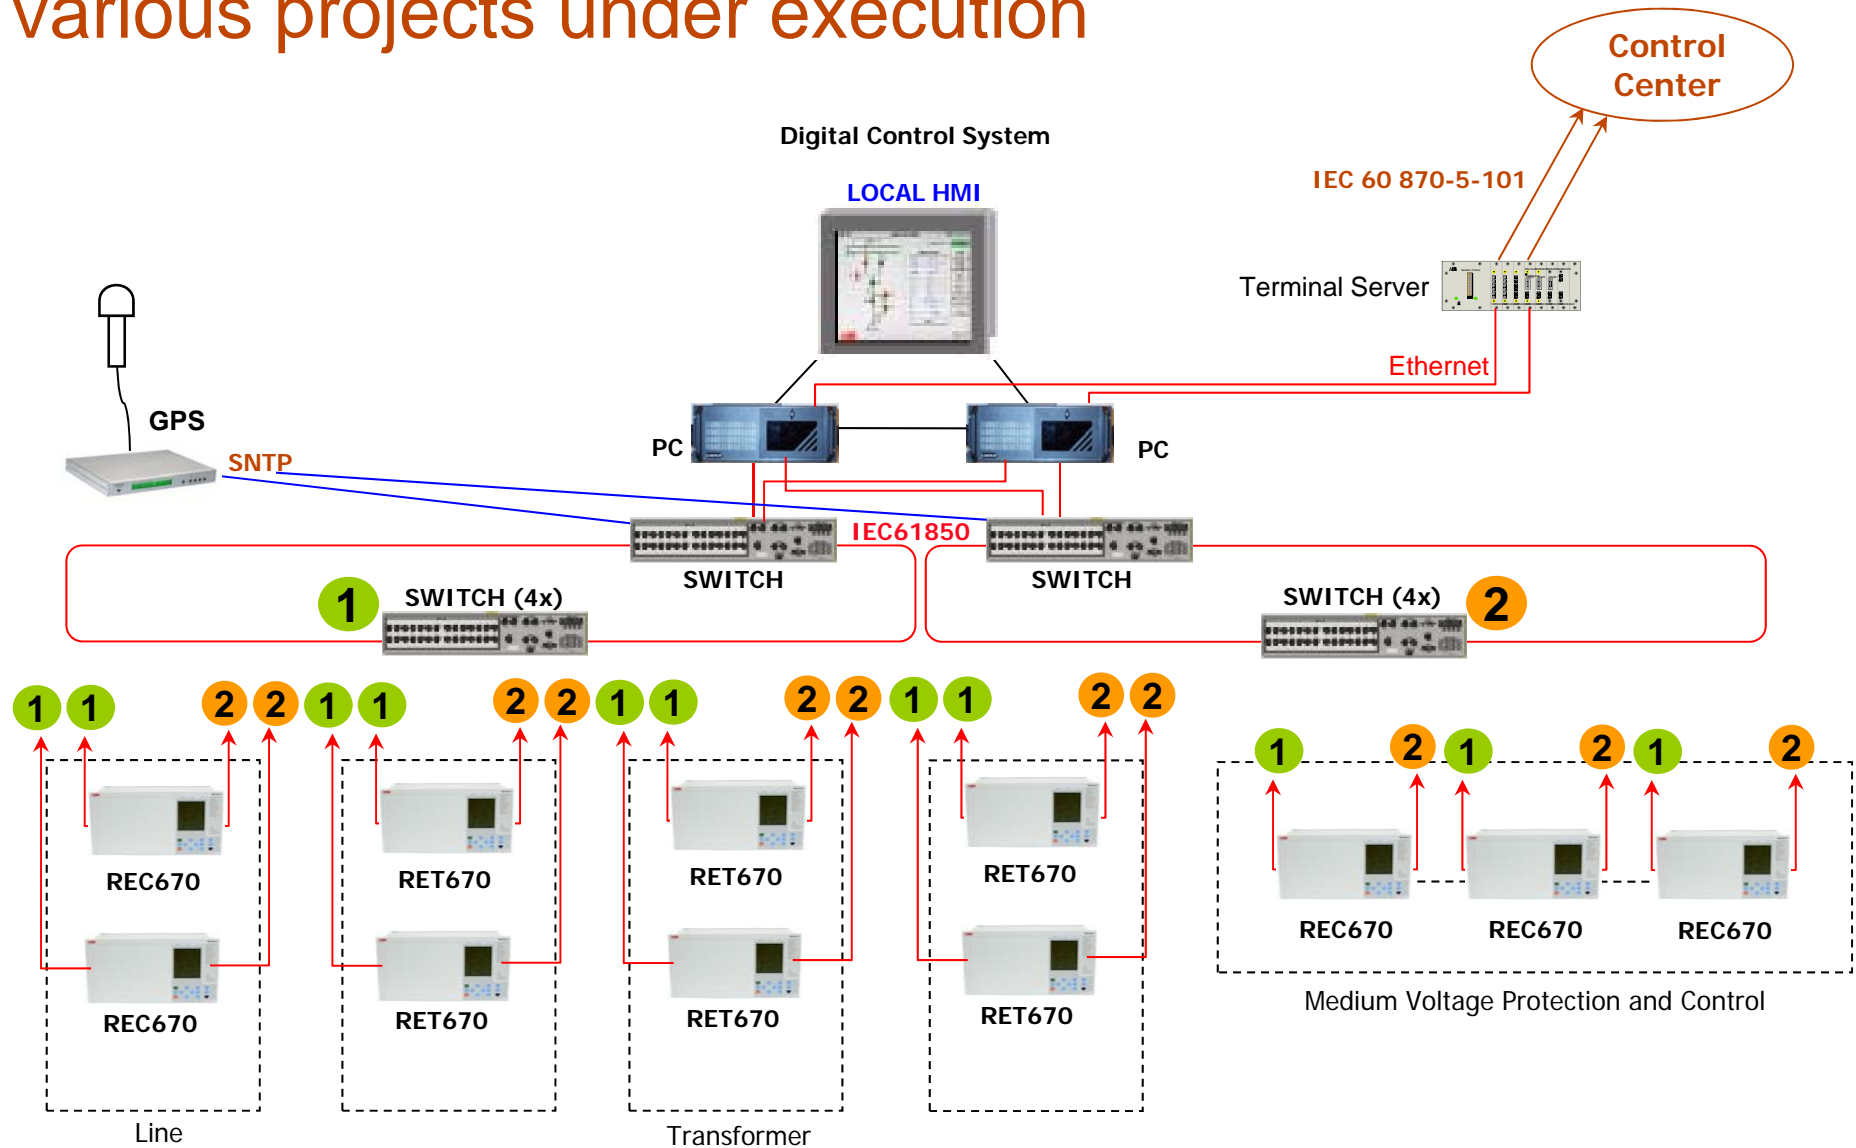 various projects under execution
Control
Center
Digital Control System
IEC 60 870-5-101
LOCAL HMI
Terminal Server
Ethernet
GPS
PC
PC
SNTP
IEC61850
SWITCH
SWITCH
1
SWITCH (4x)
SWITCH (4x)
2
1 1 2 2 1 1 2 2 1 1 2 2 1 1 2 2
1 2 1 2 1 2
REC670
RET670
RET670
RET670
REC670
REC670
REC670
REC670
RET670
RET670
RET670
Medium Voltage Protection and Control
Line
Transformer